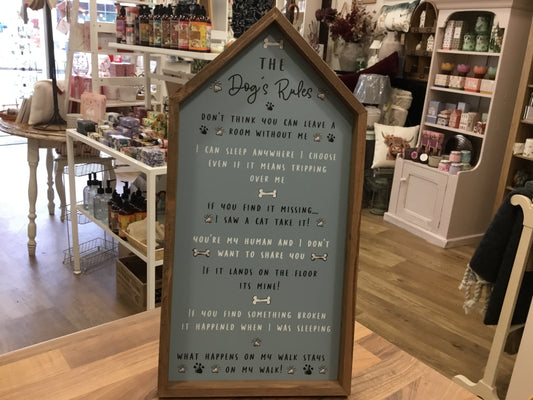 THE
Dog's Rules
DON'T THINK YOU CAN LEAVE A
ROOM WITHOUT ME
I CAN SLEEP ANYWHERE I CHOOSE
EVEN IF IT MEANS TRIPPING
OVER ME
IF YOU FIND IT MISSING...
I SAW A CAT TAKE IT!
YOU'RE MY HUMAN AND I DON'T
WANT TO SHARE YOU
IF IT LANDS ON THE FLOOR
ITS MINE!
IF YOU FIND SOMETHING BROKEN
IT HAPPENED WHEN I WAS SLEEPING
WHAT HAPPENS ON MY WALK STAYS
ON MY WALK!